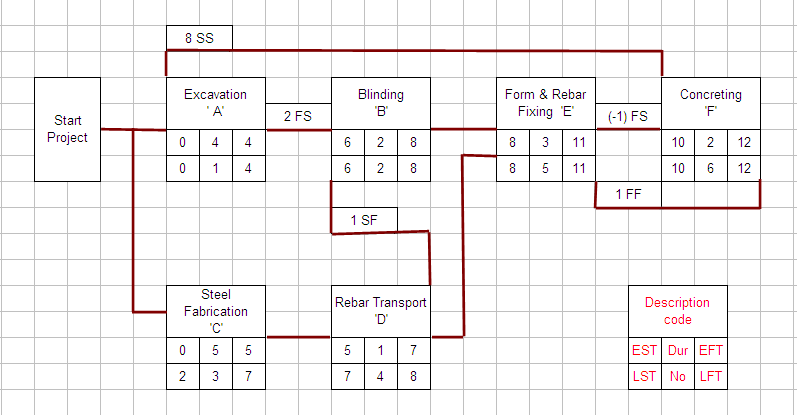 8 SS
Start
Project
Excavation
' A'
0 4 4
0 1 4
2 FS
Blinding
'B'
6 2 8
6 2 8
Form & Rebar
Fixing 'E'
8 3 11
8 5 11
(-1) FS
Concreting
'F'
10 2 12
10 6 12
1 FF
1 SF
Steel
Fabrication
'C'
0 5 5
2 3 7
Rebar Transport
'D'
5 1 7
7 4 8
Description
code
EST Dur EFT
LST No LFT